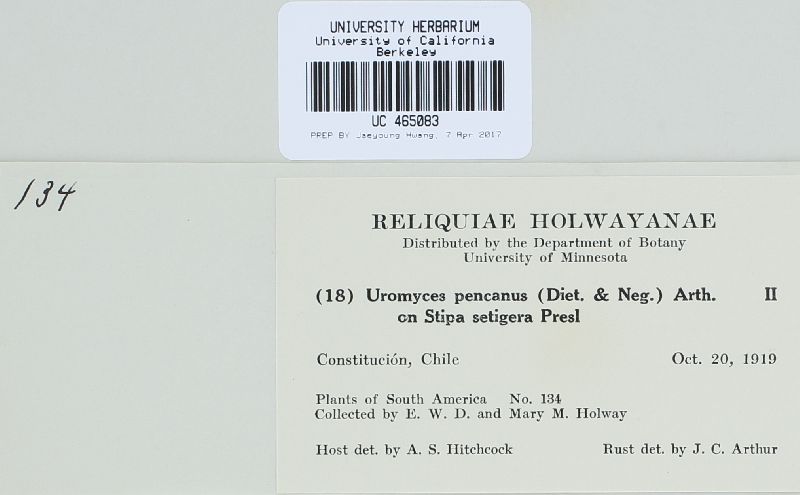 UNIVERSITY HERBARIUM
University of California
Berkeley
UC 465083
PREP BY Jaeyoung Hwang, 7 Apr 2017
134
RELIQUIAE HOLWAYANAE
Distributed by the Department of Botany
University of Minnesota
(18) Uromyces pencanus (Diet. & Neg.) Arth. II
on Stipa setigera Presl
Constitución, Chile Oct. 20, 1919
Plants of South America No. 134
Collected by E. W. D. and Mary M. Holway
Host det. by A. S. Hitchcock Rust det. by J. C. Arthur